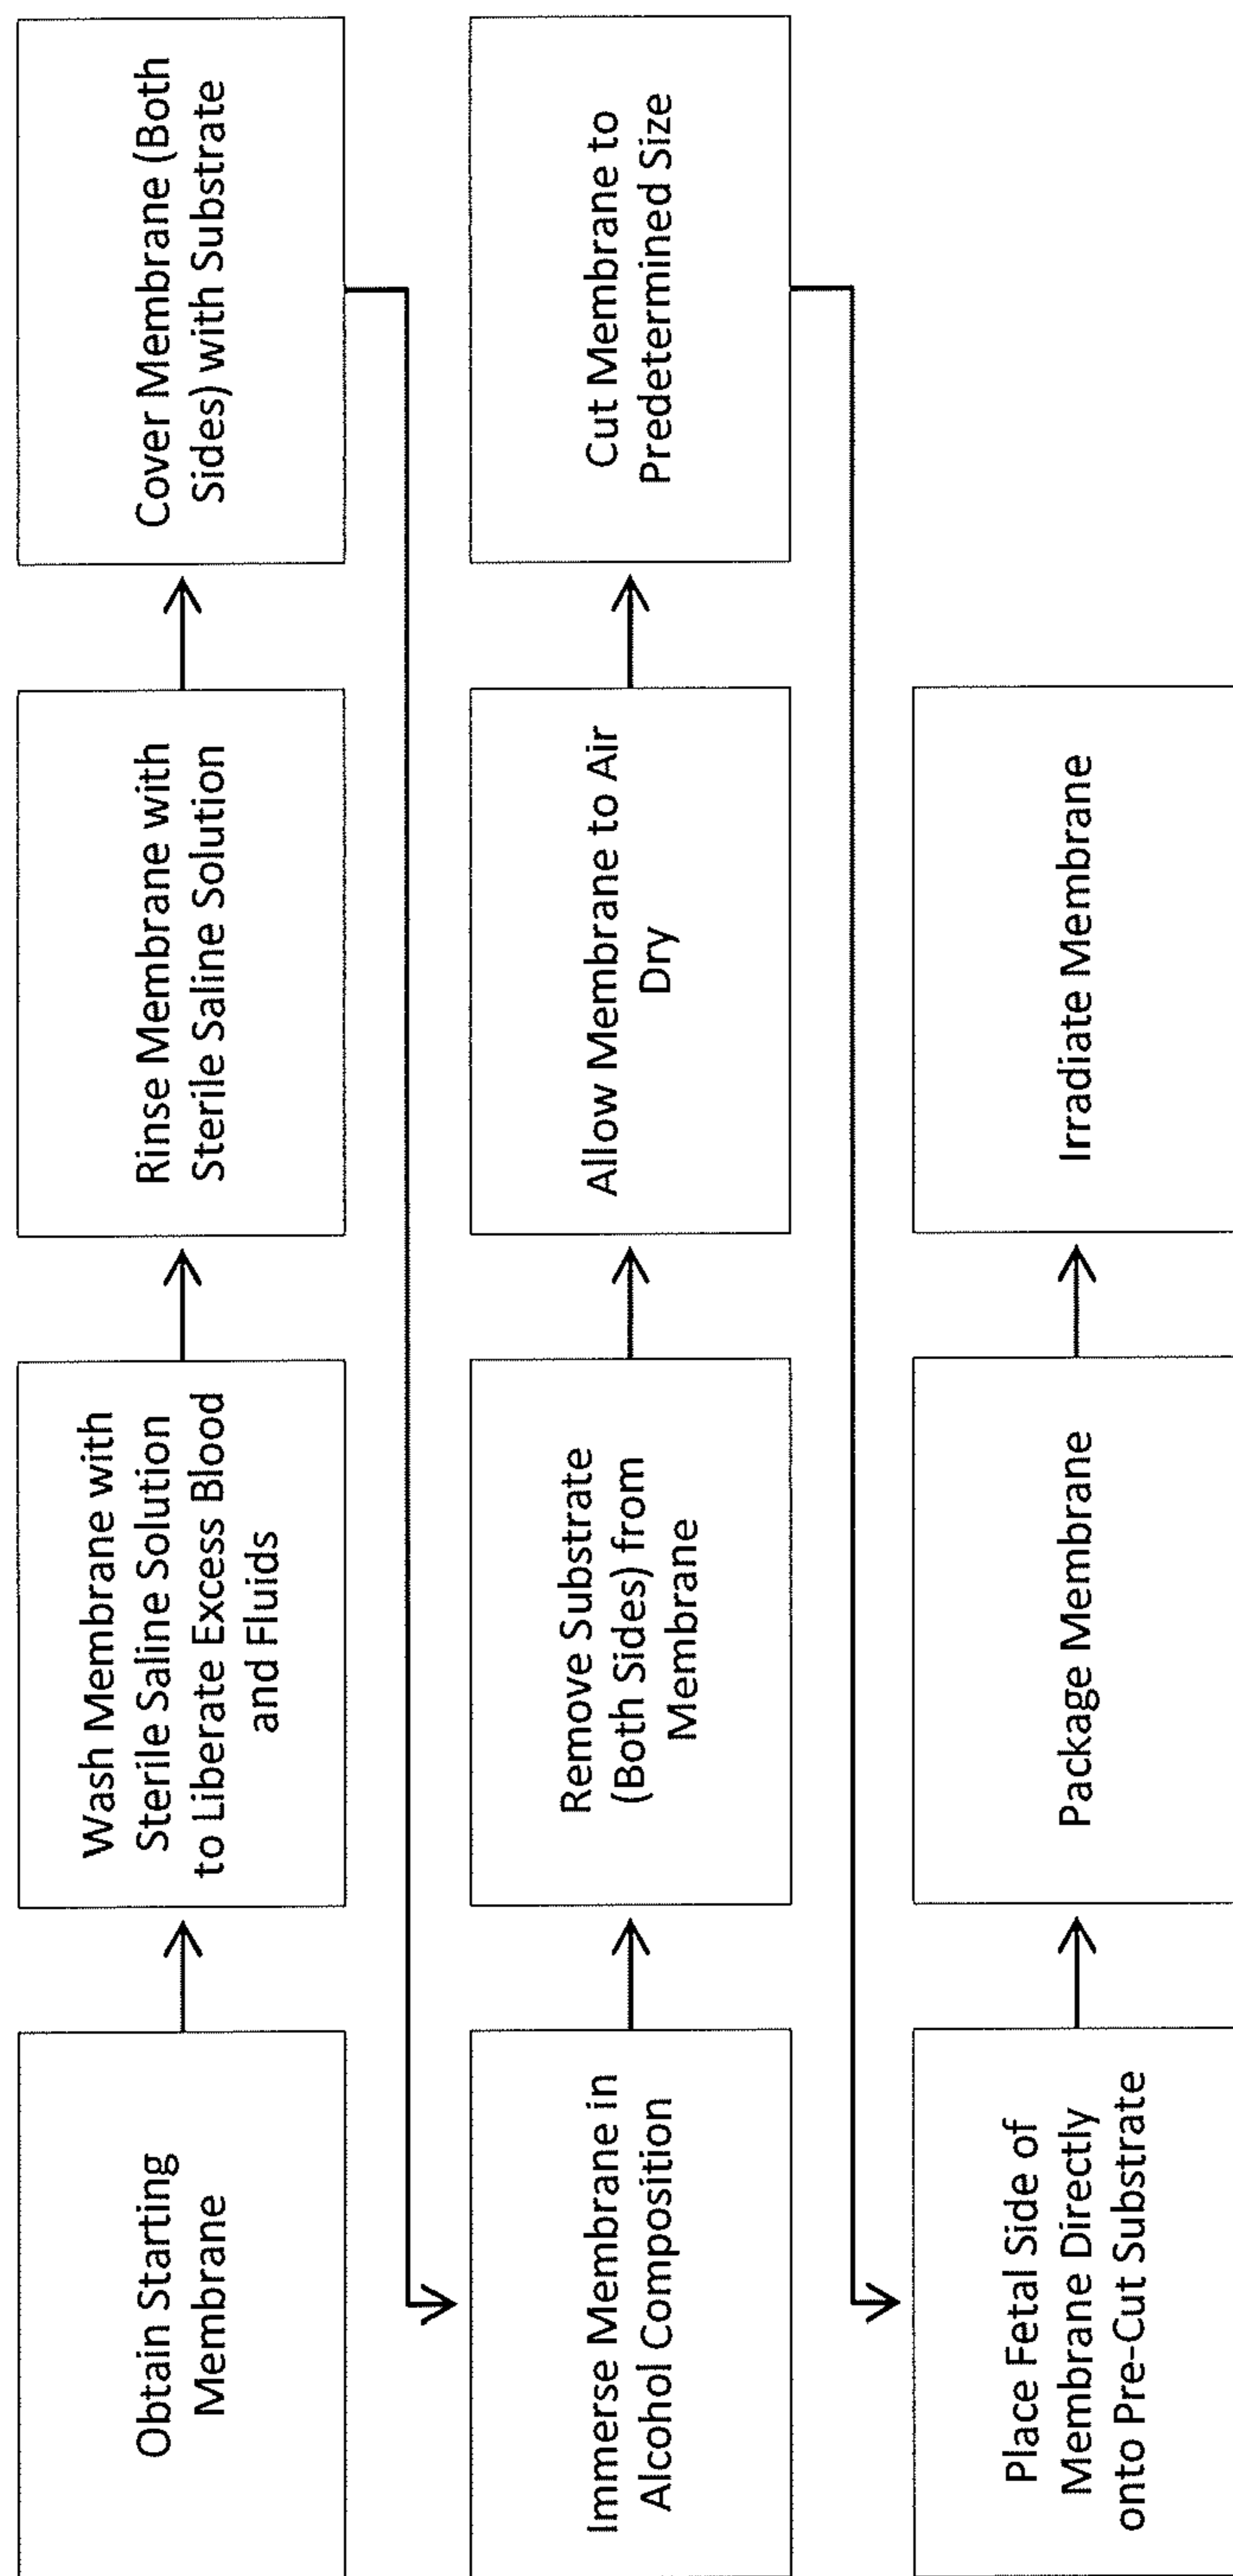 Obtain Starting
Membrane
Wash Membrane with
Sterile Saline Solution
to Liberate Excess Blood
and Fluids
Rinse Membrane with
Sterile Saline Solution
Cover Membrane (Both
Sides) with Substrate
Immerse Membrane in
Alcohol Composition
Remove Substrate
(Both Sides) from
Membrane
Allow Membrane to Air
Dry
Cut Membrane to
Predetermined Size
Place Fetal Side of
Membrane Directly
onto Pre-Cut Substrate
Package Membrane
Irradiate Membrane